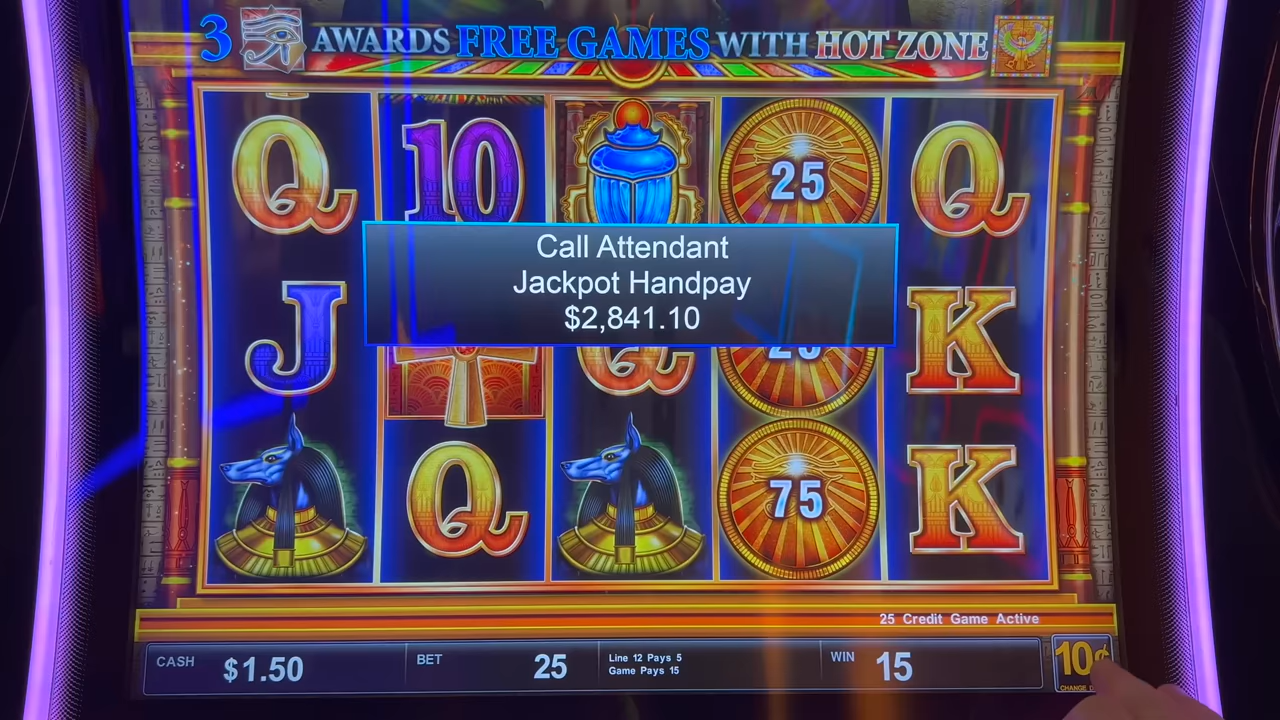 3 AWARDS FREE GAMES WITH HOT ZONE
Q 10 25 Q
Call Attendant
Jackpot Handpay
$2,841.10
J Q K
Q 75 K
25 Credit Game Active
CASH $1.50 BET 25 Line 12 Pays 5 WIN 15 10¢
Game Pays 15
CHANGE